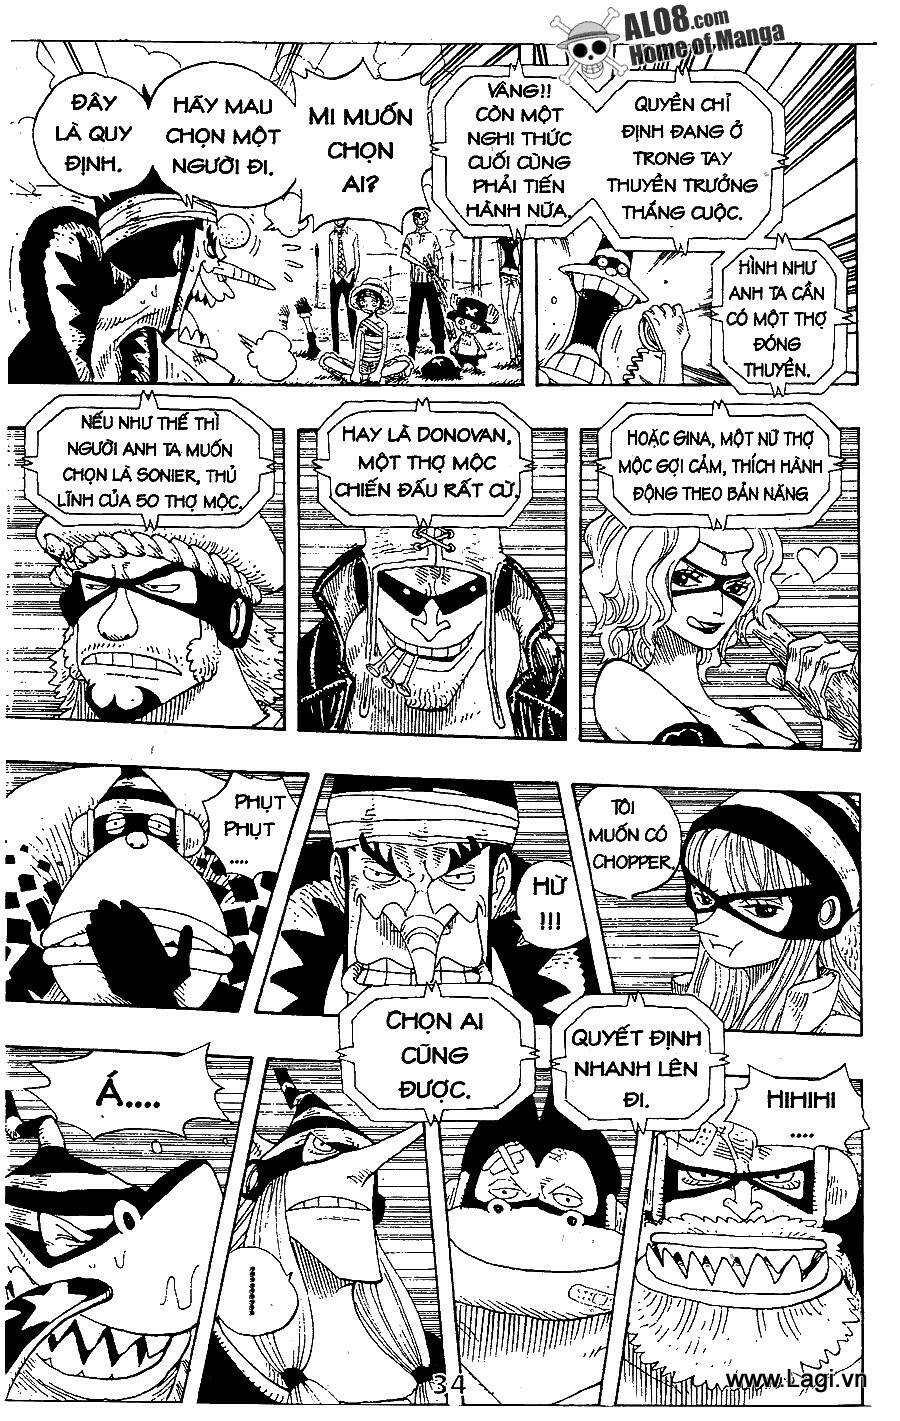 AL08.com
Home of Manga
ĐÂY
LÀ QUY
ĐỊNH.
HÃY MAU
CHỌN MỘT
NGƯỜI ĐI.
MI MUỐN
CHỌN
AI?
VÂNG!!
CÒN MỘT
NGHI THỨC
CUỐI CÙNG
PHẢI TIẾN
HÀNH NỮA.
QUYỀN CHỈ
ĐỊNH ĐANG Ở
TRONG TAY
THUYỀN TRƯỞNG
THẮNG CUỘC.
HÌNH NHƯ
ANH TA CẦN
CÓ MỘT THỢ
ĐÓNG
THUYỀN.
NẾU NHƯ THẾ THÌ
NGƯỜI ANH TA MUỐN
CHỌN LÀ SONIER, THỦ
LĨNH CỦA 50 THỢ MỘC.
HAY LÀ DONOVAN,
MỘT THỢ MỘC
CHIẾN ĐẤU RẤT CỪ.
HOẶC GINA, MỘT NỮ THỢ
MỘC GỢI CẢM, THÍCH HÀNH
ĐỘNG THEO BẢN NĂNG
PHỤT
PHỤT
....
HỪ
!!!
TÔI
MUỐN CÓ
CHOPPER.
Á....
CHỌN AI
CŨNG
ĐƯỢC.
QUYẾT ĐỊNH
NHANH LÊN
ĐI.
HIHIHI
....
34
www.Lagi.vn